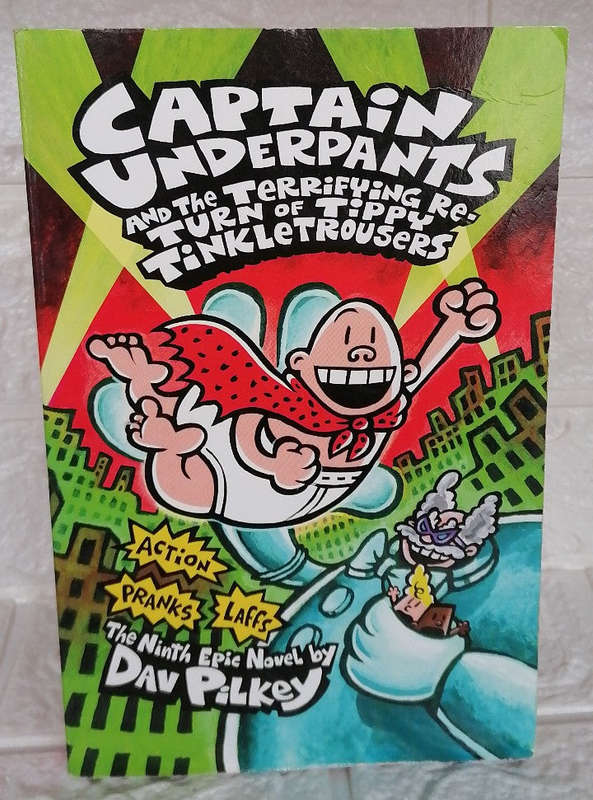 CAPTAIN
UNDERPANTS
AND THE TERRIFYING RE-
TURN OF TIPPY
TINKLETROUSERS
ACTION
PRANKS
LAFFS
The Ninth Epic Novel by
DAV PILKEY